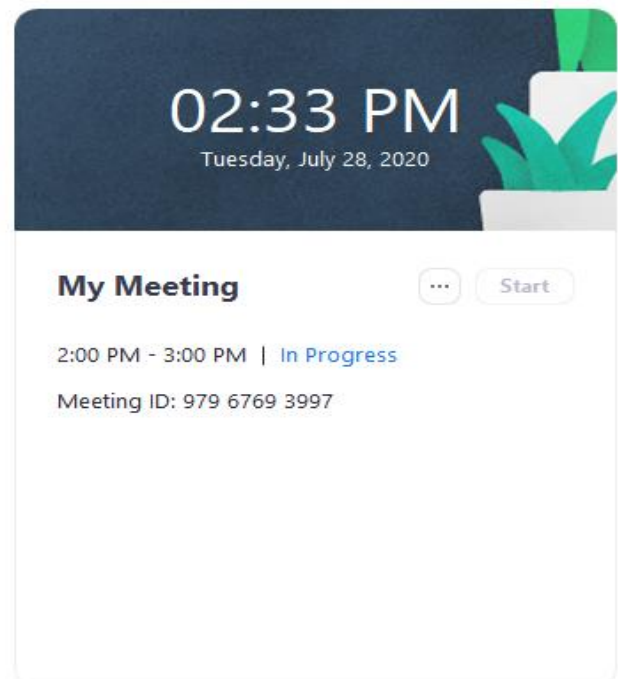 02:33 PM
Tuesday, July 28, 2020
My Meeting
... Start
2:00 PM - 3:00 PM | In Progress
Meeting ID: 979 6769 3997